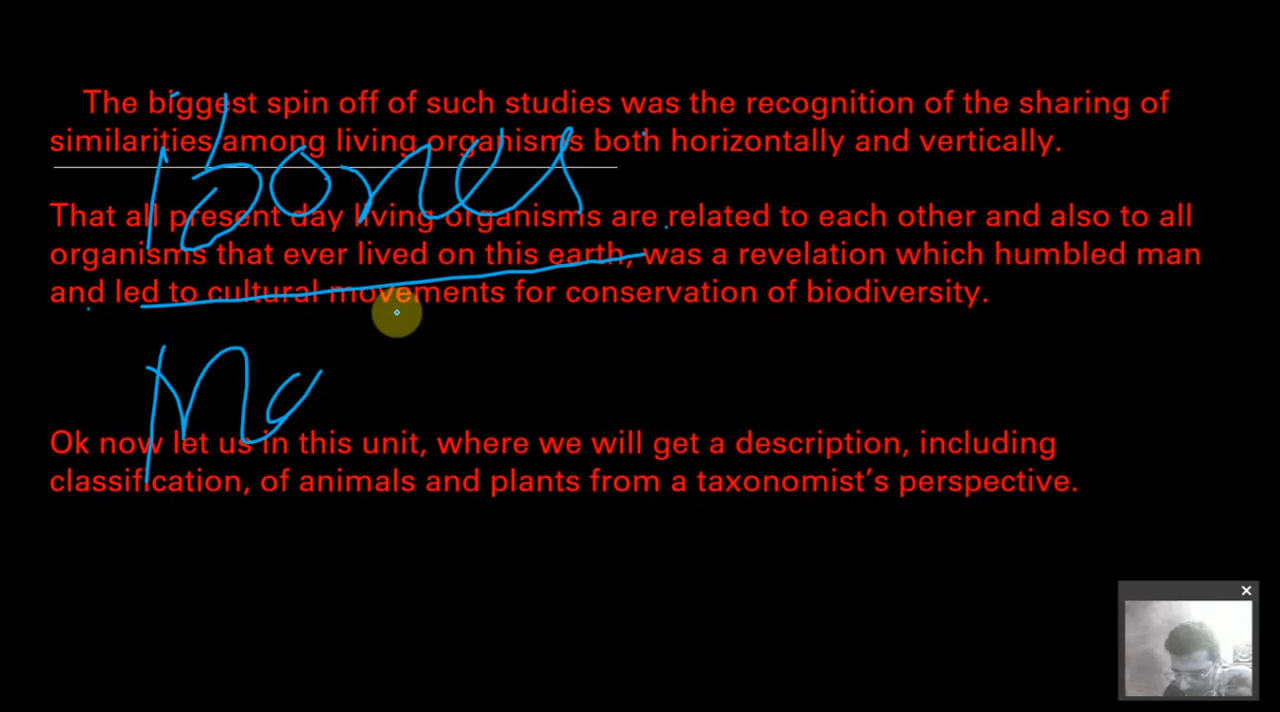 The biggest spin off of such studies was the recognition of the sharing of
similarities among living organisms both horizontally and vertically.
Bones
That all present day living organisms are related to each other and also to all
organisms that ever lived on this earth, was a revelation which humbled man
and led to cultural movements for conservation of biodiversity.
Ma
Ok now let us in this unit, where we will get a description, including
classification, of animals and plants from a taxonomist's perspective.